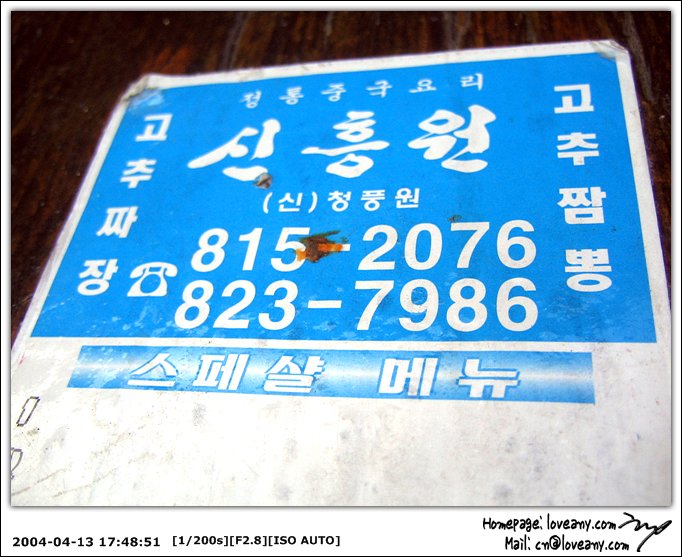 정통중국요리
신흥원
(신)청풍원
고추짜장
고추짬뽕
☎ 815-2076
823-7986
스페샬 메뉴
2004-04-13 17:48:51 [1/200s][F2.8][ISO AUTO]
Homepage: loveany.com
Mail: cn@loveany.com